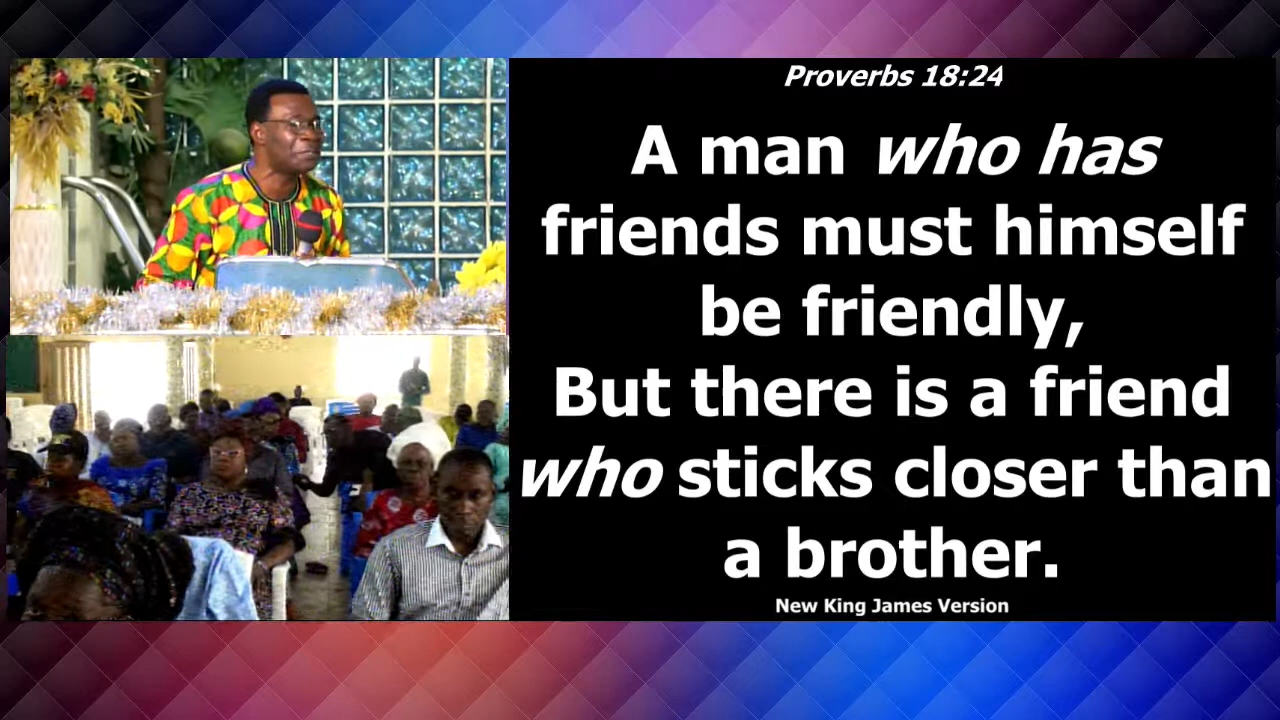 Proverbs 18:24
A man who has
friends must himself
be friendly,
But there is a friend
who sticks closer than
a brother.
New King James Version